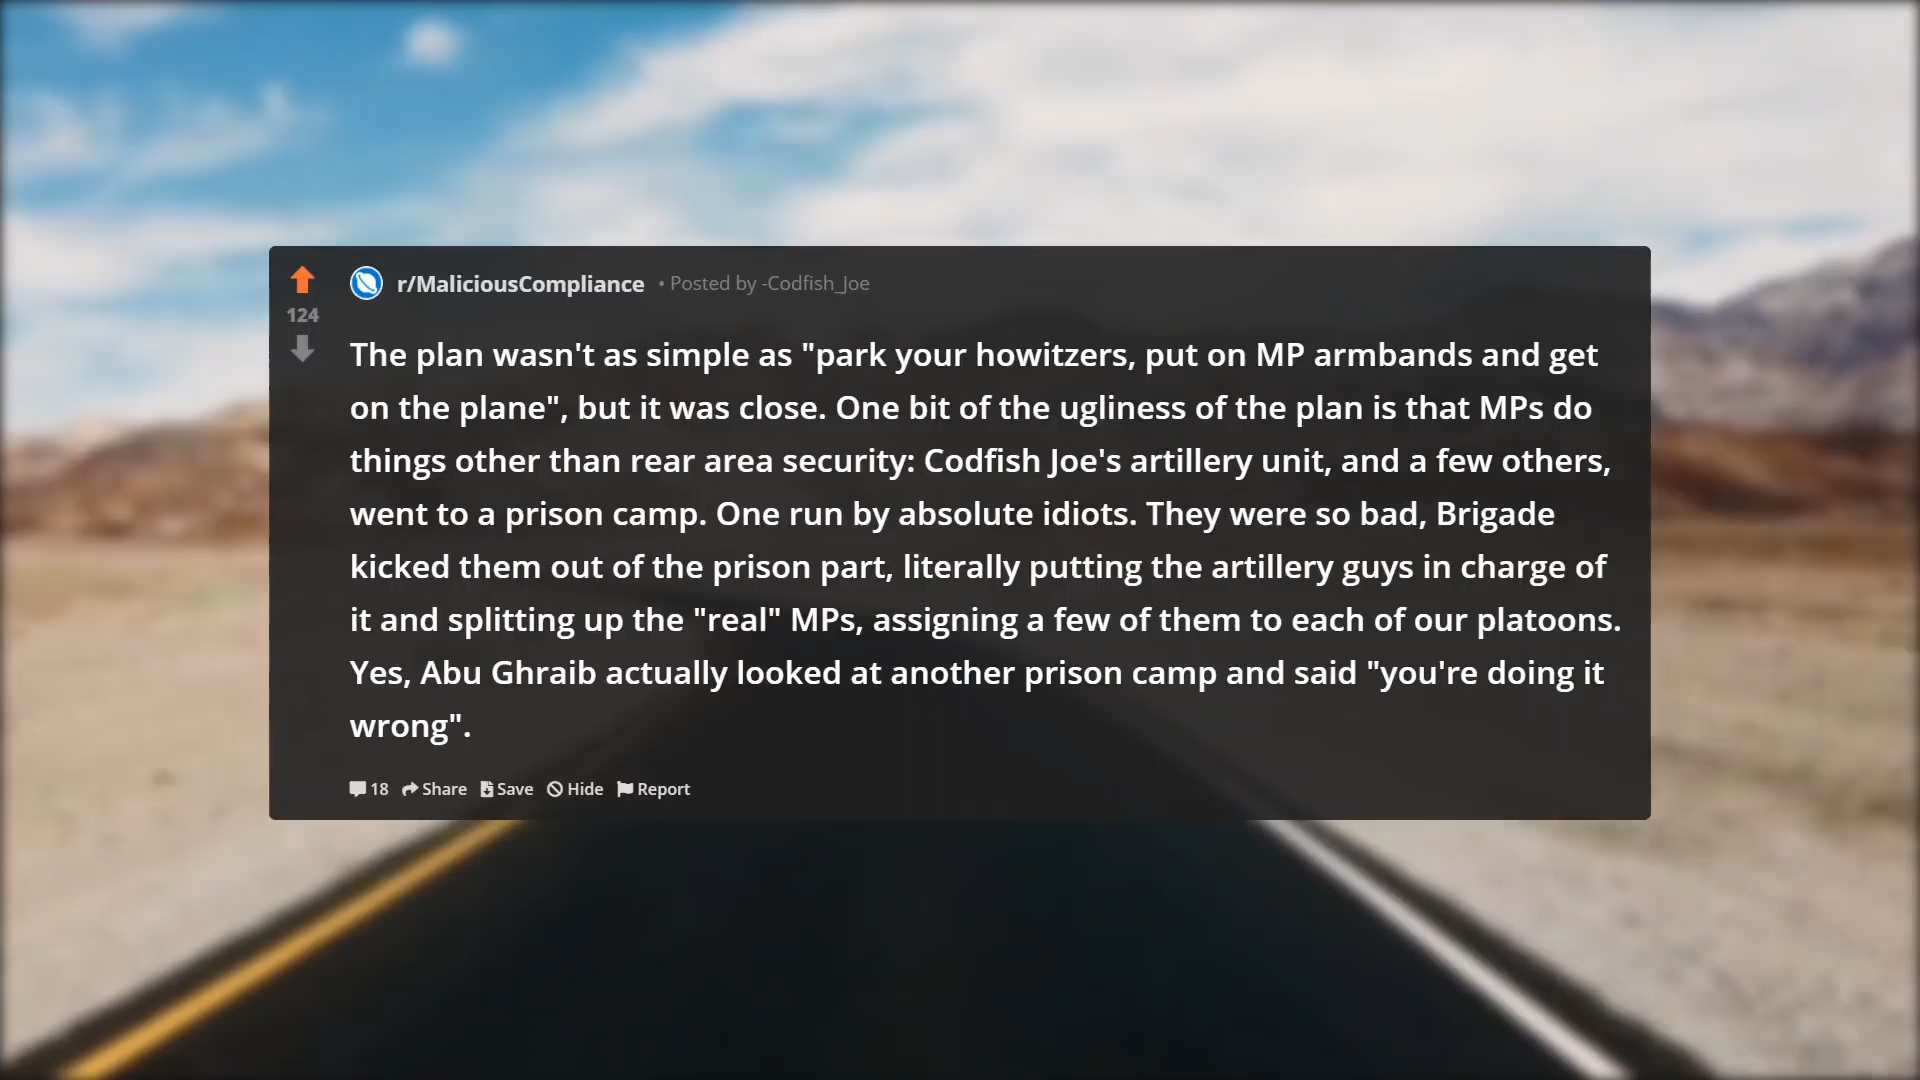 r/MaliciousCompliance • Posted by -Codfish_Joe
124
The plan wasn't as simple as "park your howitzers, put on MP armbands and get
on the plane", but it was close. One bit of the ugliness of the plan is that MPs do
things other than rear area security: Codfish Joe's artillery unit, and a few others,
went to a prison camp. One run by absolute idiots. They were so bad, Brigade
kicked them out of the prison part, literally putting the artillery guys in charge of
it and splitting up the "real" MPs, assigning a few of them to each of our platoons.
Yes, Abu Ghraib actually looked at another prison camp and said "you're doing it
wrong".
18 Share Save Hide Report